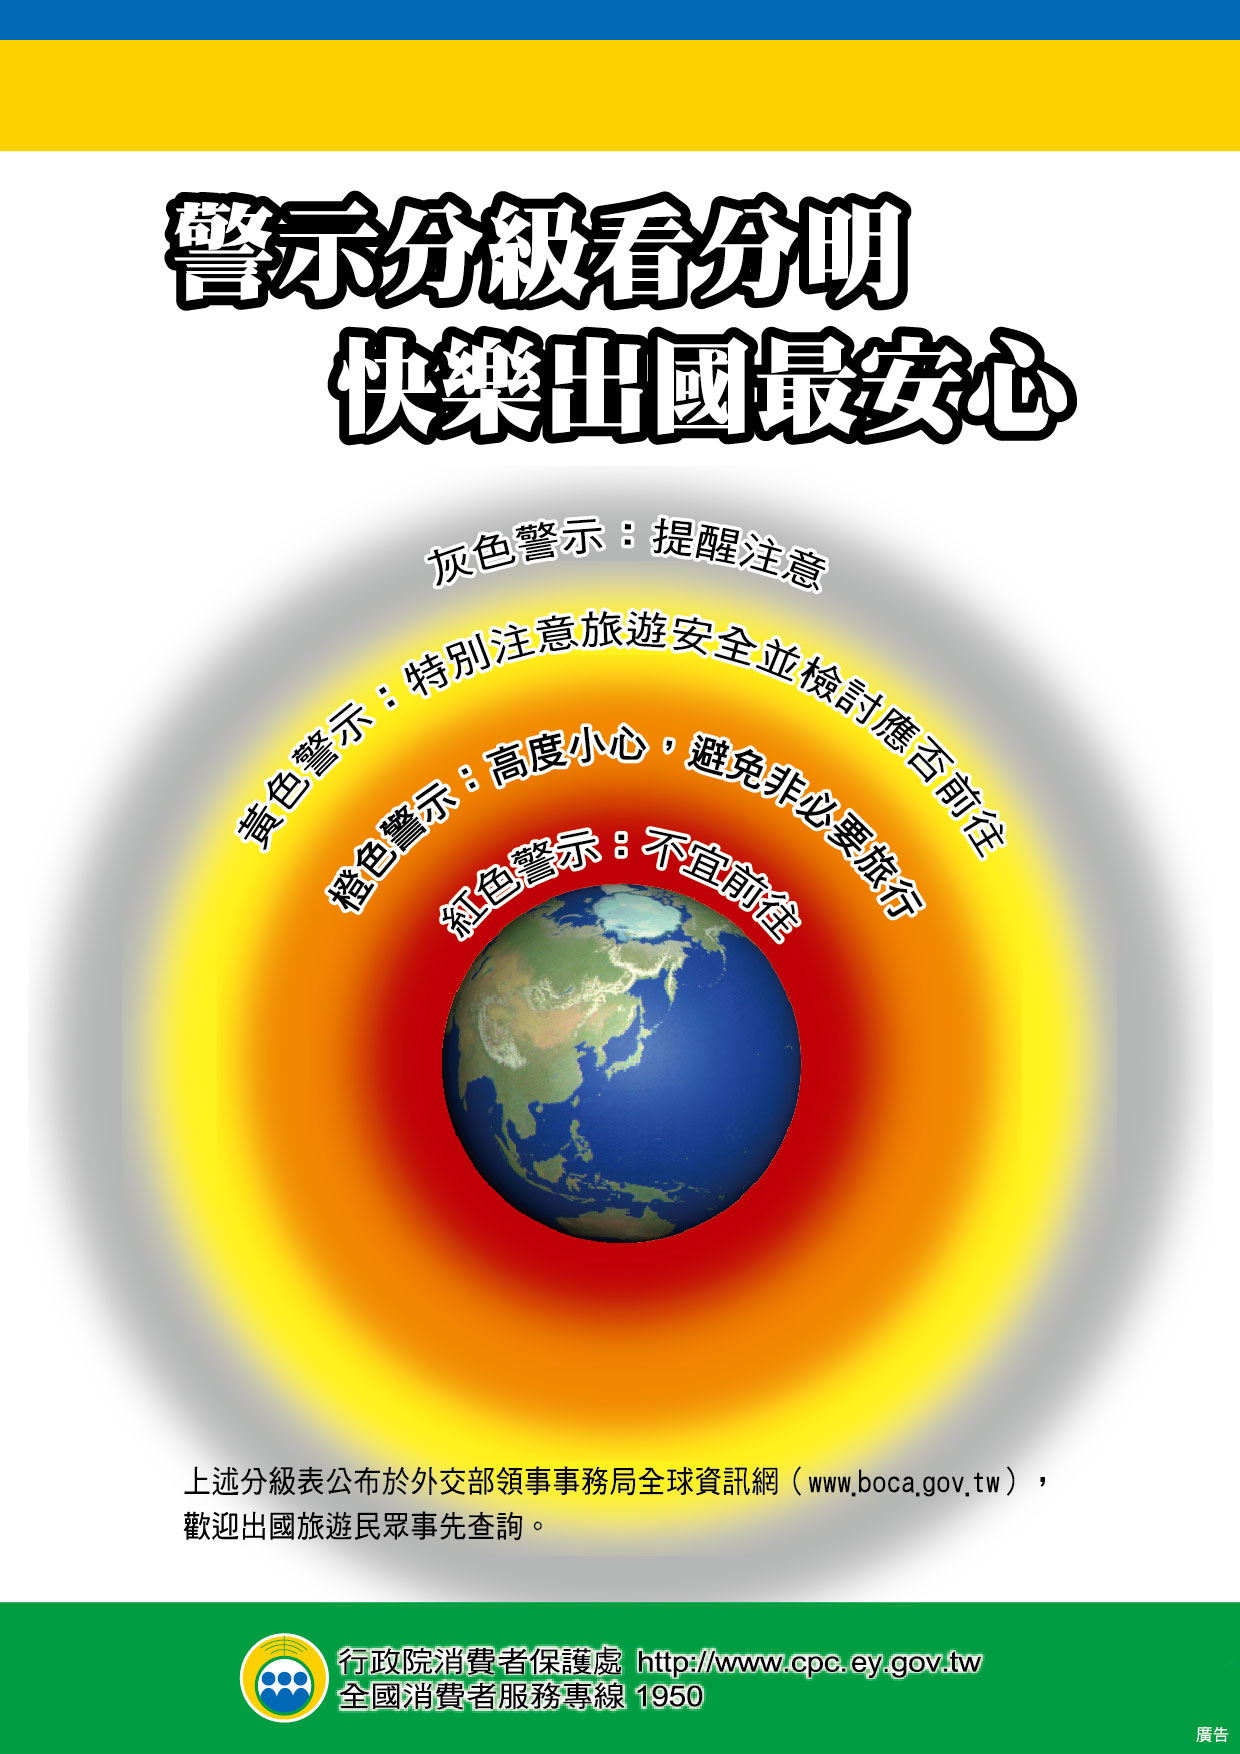 警示分級看分明
快樂出國最安心
灰色警示：提醒注意
黃色警示：特別注意旅遊安全並檢討應否前往
橙色警示：高度小心，避免非必要旅行
紅色警示：不宜前往
上述分級表公布於外交部領事事務局全球資訊網（www.boca.gov.tw），
歡迎出國旅遊民眾事先查詢。
行政院消費者保護處 http://www.cpc.ey.gov.tw
全國消費者服務專線 1950
廣告